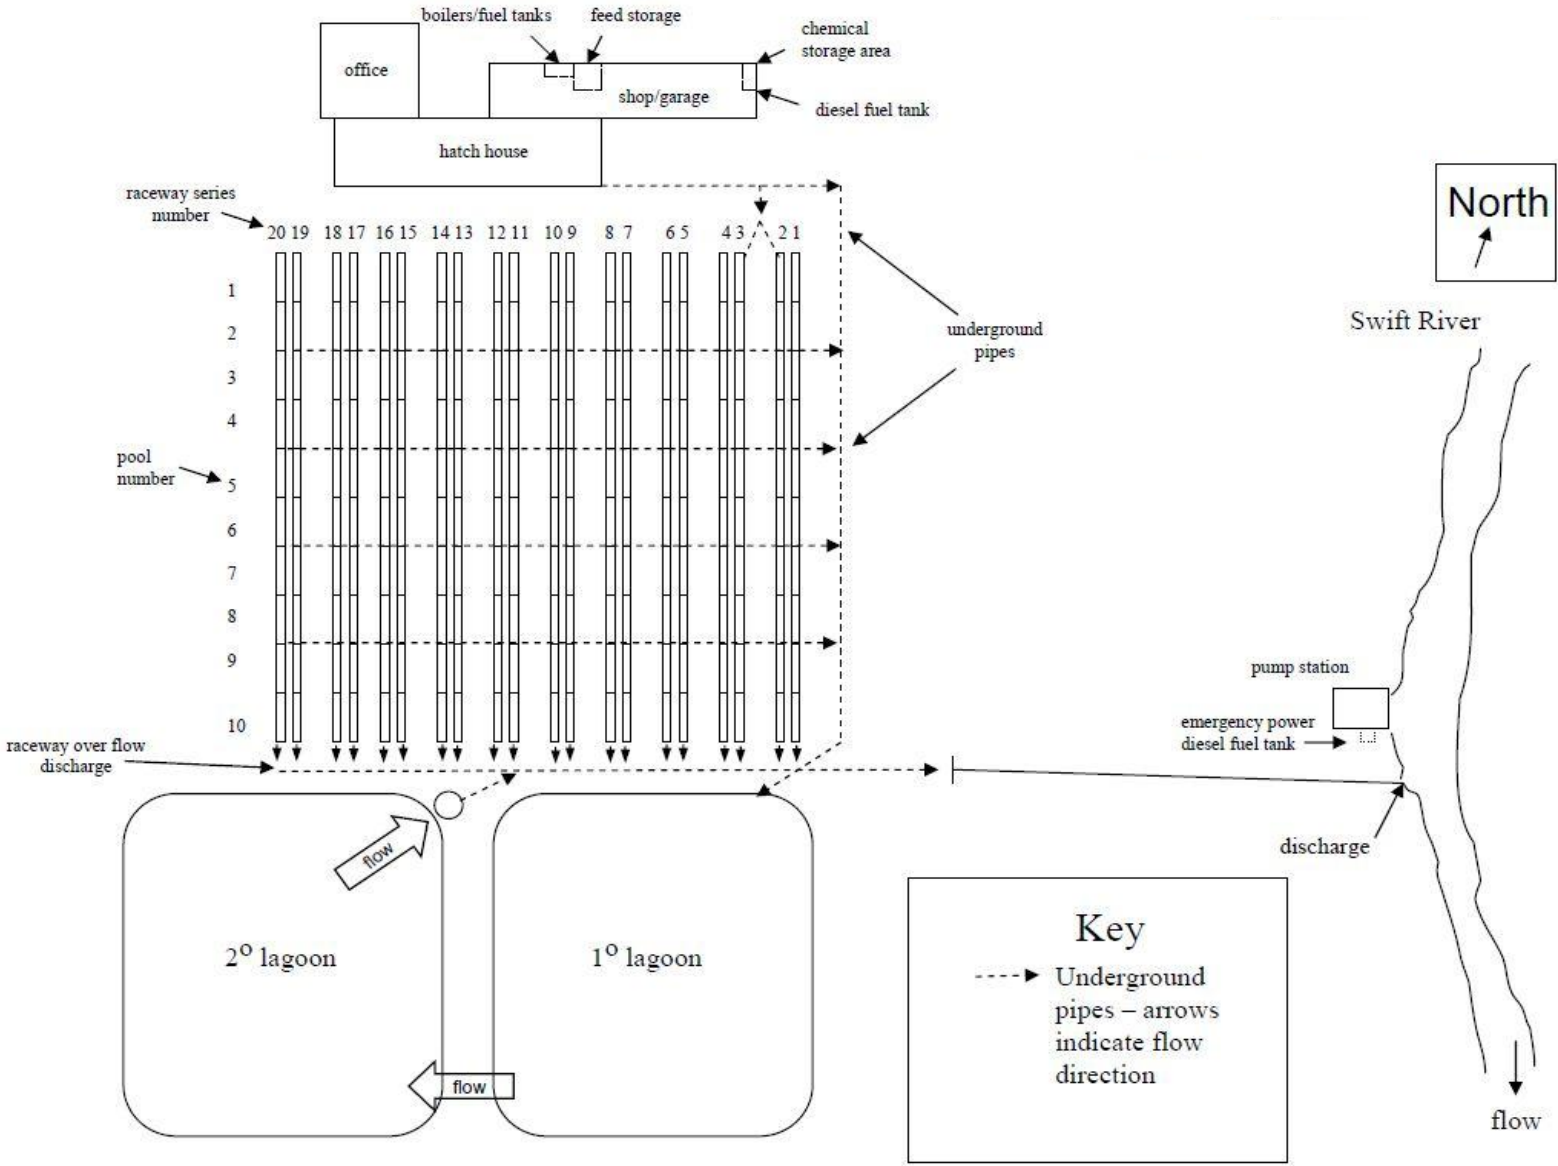 boilers/fuel tanks
feed storage
chemical
storage area
office
shop/garage
diesel fuel tank
hatch house
raceway series
number
North
20 19 18 17 16 15 14 13 12 11 10 9 8 7 6 5 4 3 2 1
1
2
3
4
5
6
7
8
9
10
underground
pipes
Swift River
pool
number
pump station
emergency power
diesel fuel tank
raceway over flow
discharge
discharge
flow
2° lagoon
1° lagoon
flow
Key
Underground
pipes – arrows
indicate flow
direction
flow